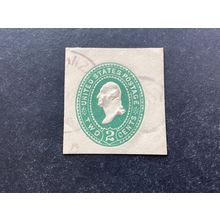 UNITED STATES POSTAGE
TWO 2 CENTS